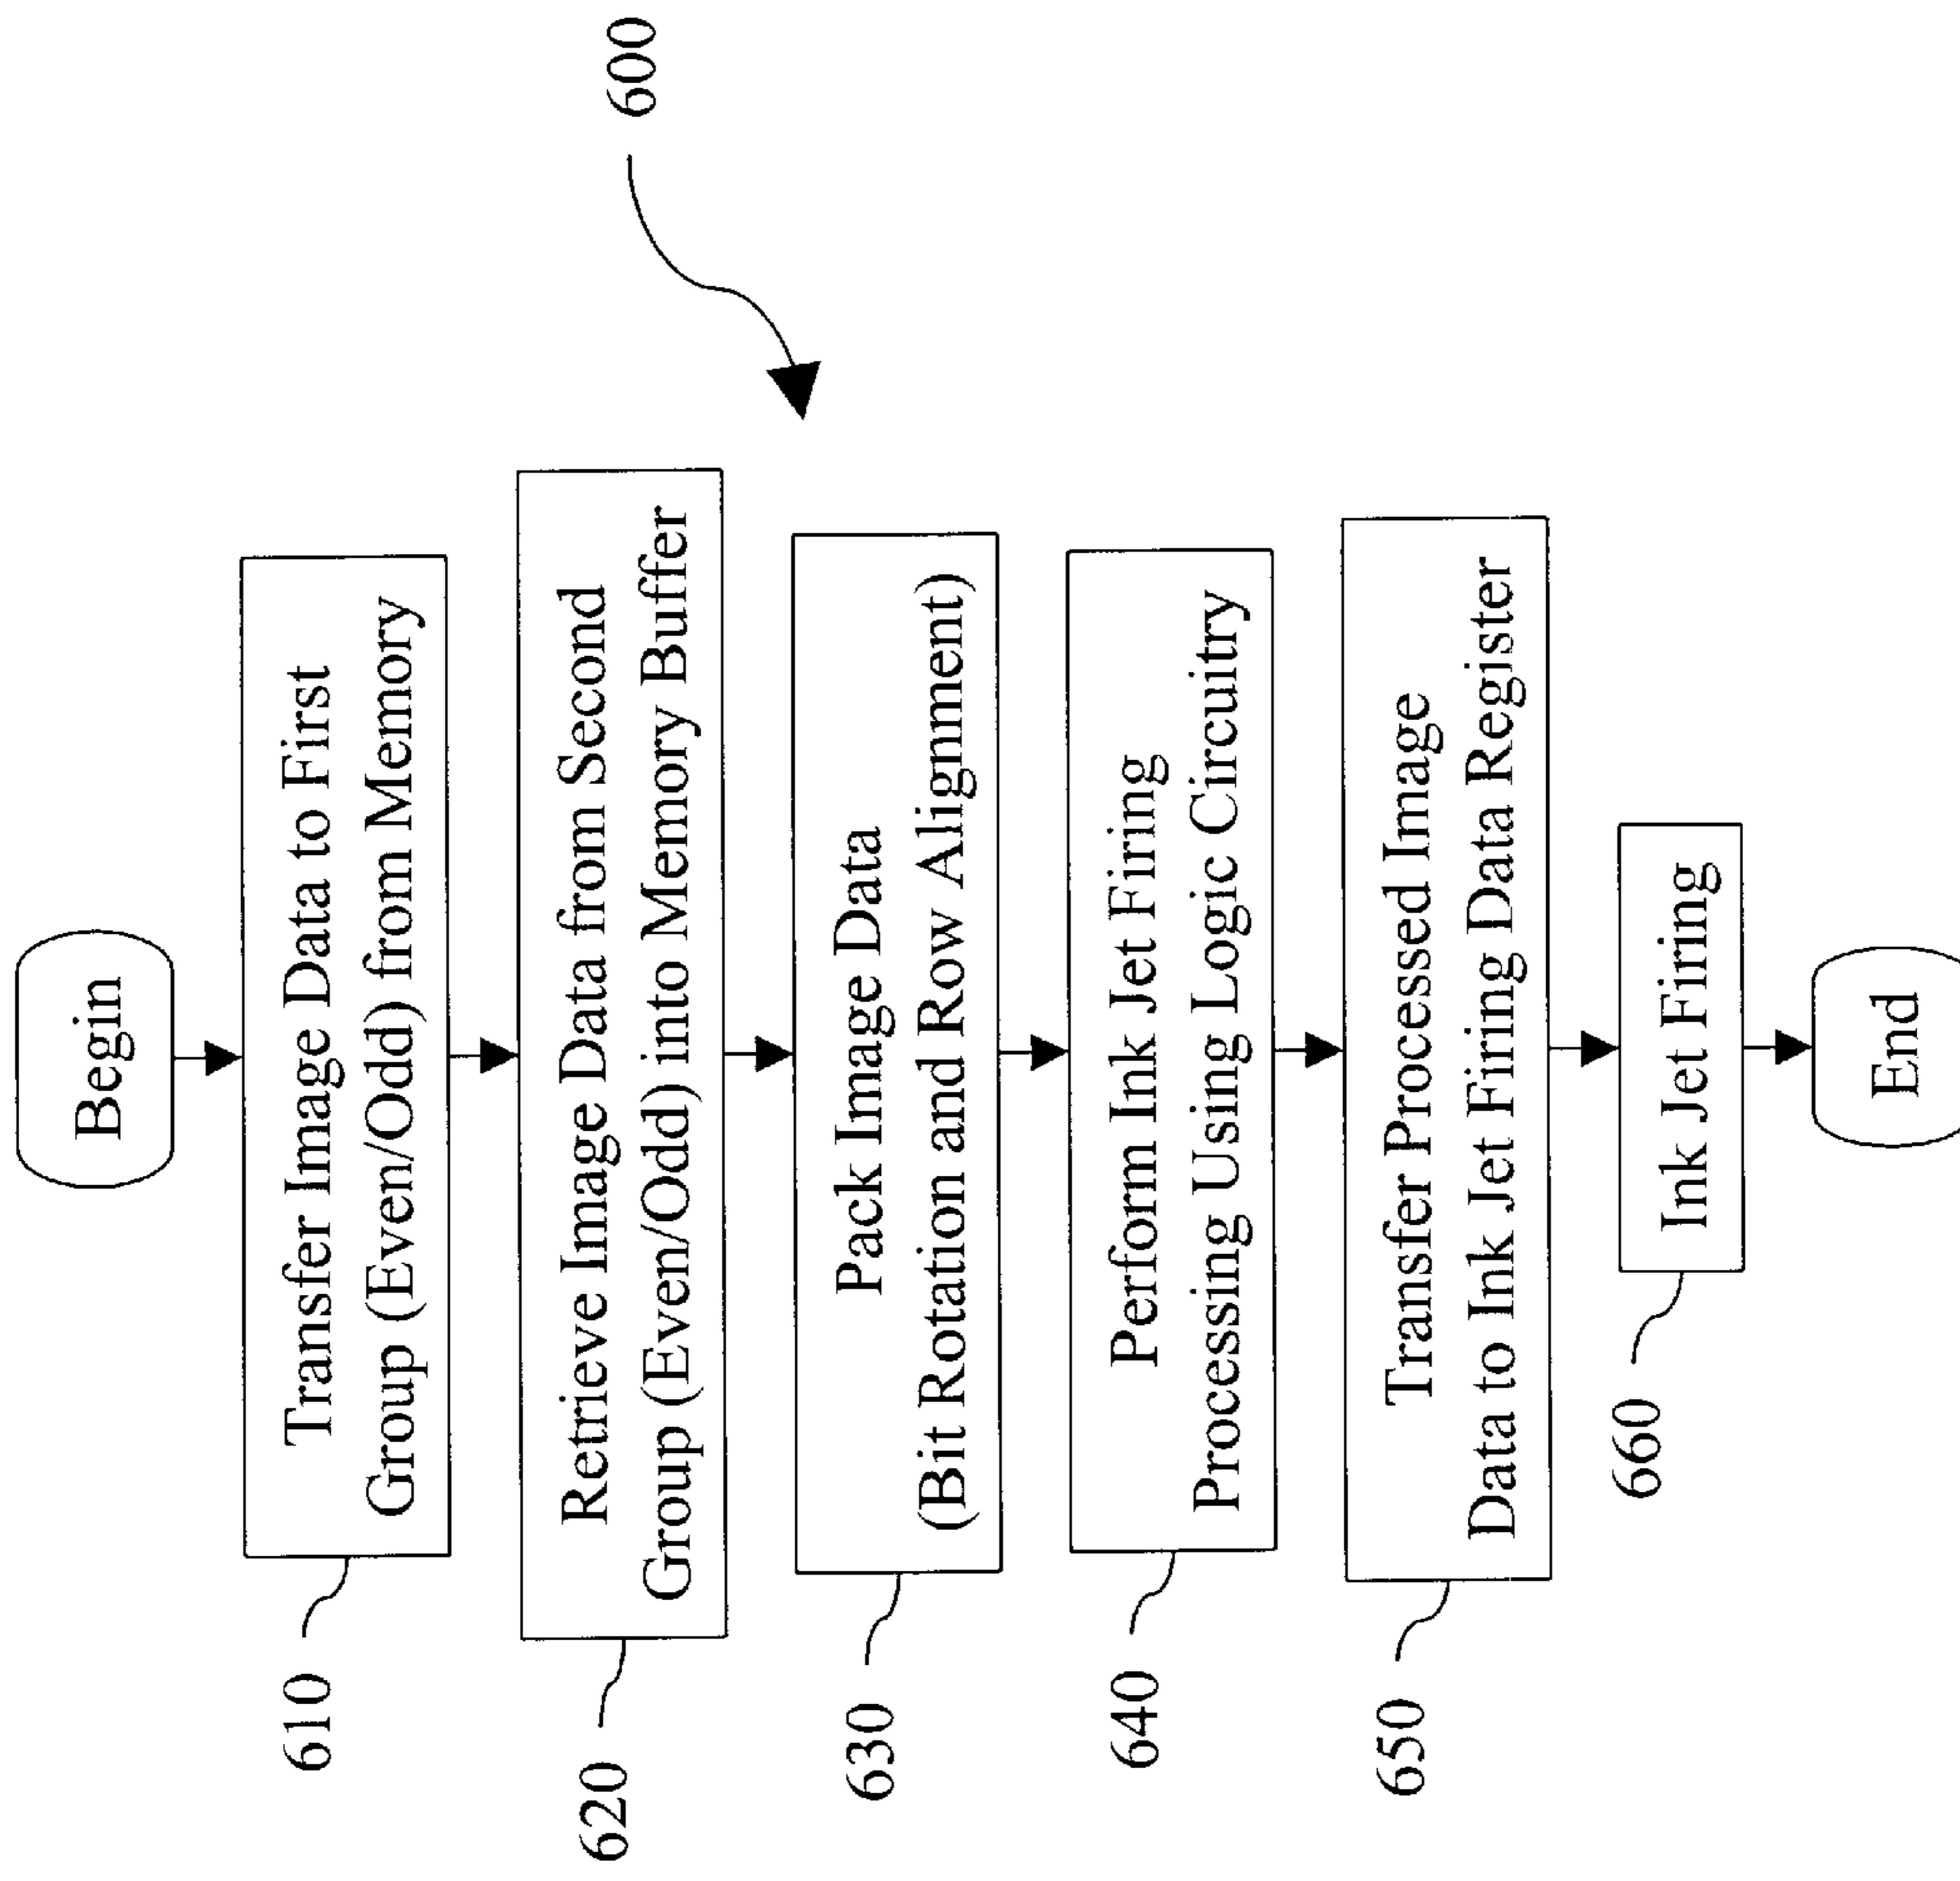 600
Begin
610
Transfer Image Data to First
Group (Even/Odd) from Memory
620
Retrieve Image Data from Second
Group (Even/Odd) into Memory Buffer
630
Pack Image Data
(Bit Rotation and Row Alignment)
640
Perform Ink Jet Firing
Processing Using Logic Circuitry
650
Transfer Processed Image
Data to Ink Jet Firing Data Register
660
Ink Jet Firing
End